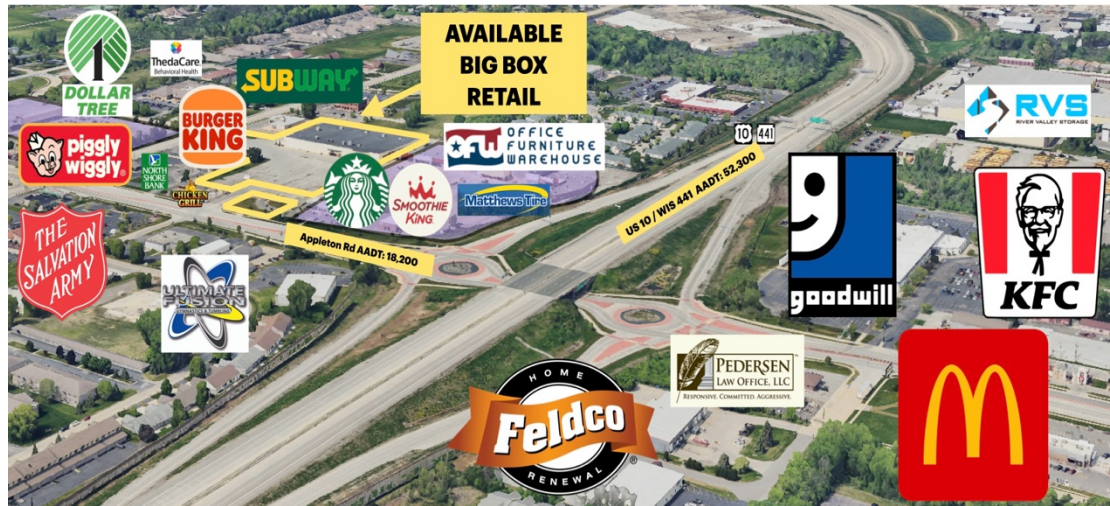 1
DOLLAR
TREE
ThedaCare
Behavioral Health
SUBWAY
AVAILABLE
BIG BOX
RETAIL
BURGER
KING
piggly
wiggly
NORTH
SHORE
BANK
CHICKEN
GRILL
OFW
OFFICE
FURNITURE
WAREHOUSE
SMOOTHIE
KING
Matthews Tire
10 441
RVS
RIVER VALLEY STORAGE
US 10 / WIS 441 AADT: 52,300
Appleton Rd AADT: 18,200
THE
SALVATION
ARMY
ULTIMATE
FUSION
goodwill
KFC
PEDERSEN
LAW OFFICE, LLC
RESPONSIVE. COMMITTED. AGGRESSIVE.
HOME
Feldco
RENEWAL
M